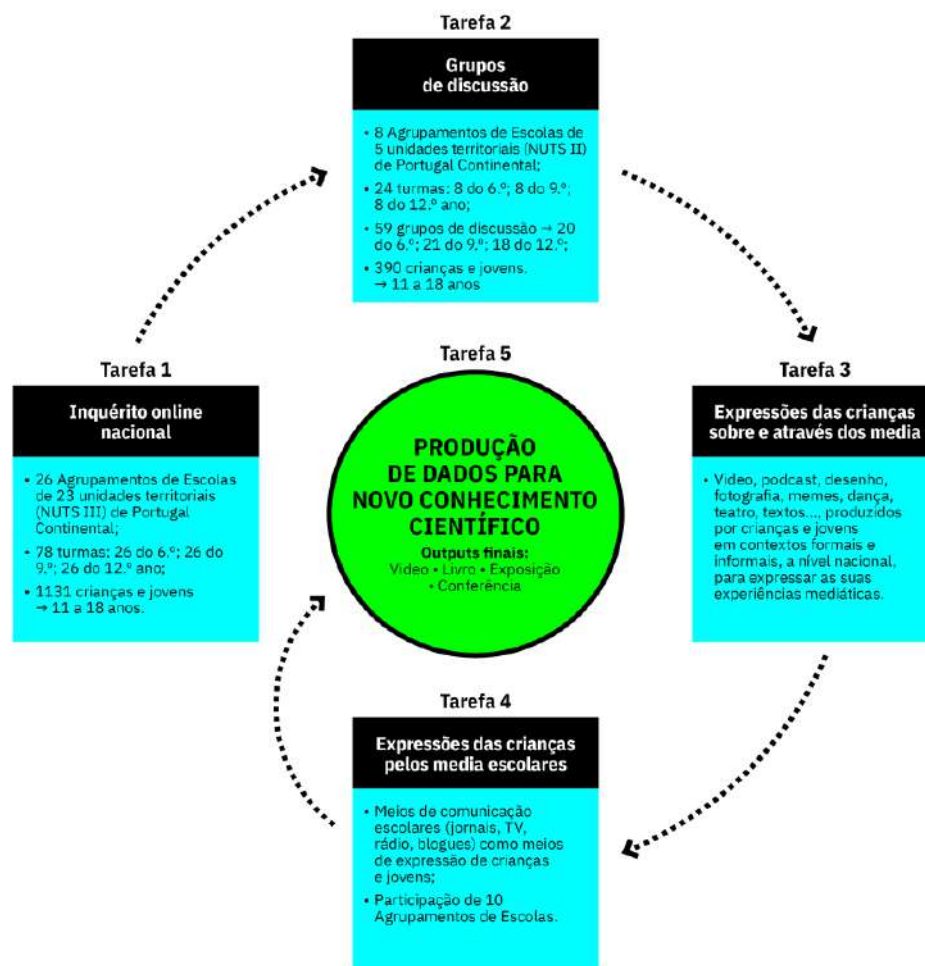 Tarefa 2
Grupos
de discussão
• 8 Agrupamentos de Escolas de
5 unidades territoriais (NUTS II)
de Portugal Continental;
• 24 turmas: 8 do 6.º; 8 do 9.º;
8 do 12.º ano;
• 59 grupos de discussão → 20
do 6.º; 21 do 9.º; 18 do 12.º;
• 390 crianças e jovens.
→ 11 a 18 anos
Tarefa 1
Inquérito online
nacional
• 26 Agrupamentos de Escolas
de 23 unidades territoriais
(NUTS III) de Portugal
Continental;
• 78 turmas: 26 do 6.º; 26 do
9.º; 26 do 12.º ano;
• 1131 crianças e jovens
→ 11 a 18 anos.
Tarefa 5
PRODUÇÃO
DE DADOS PARA
NOVO CONHECIMENTO
CIENTÍFICO
Outputs finais:
Video • Livro • Exposição
• Conferência
Tarefa 3
Expressões das crianças
sobre e através dos media
• Video, podcast, desenho,
fotografia, memes, dança,
teatro, textos..., produzidos
por crianças e jovens
em contextos formais e
informais, a nível nacional,
para expressar as suas
experiências mediáticas.
Tarefa 4
Expressões das crianças
pelos media escolares
• Meios de comunicação
escolares (jornais, TV,
rádio, blogues) como meios
de expressão de crianças
e jovens;
• Participação de 10
Agrupamentos de Escolas.